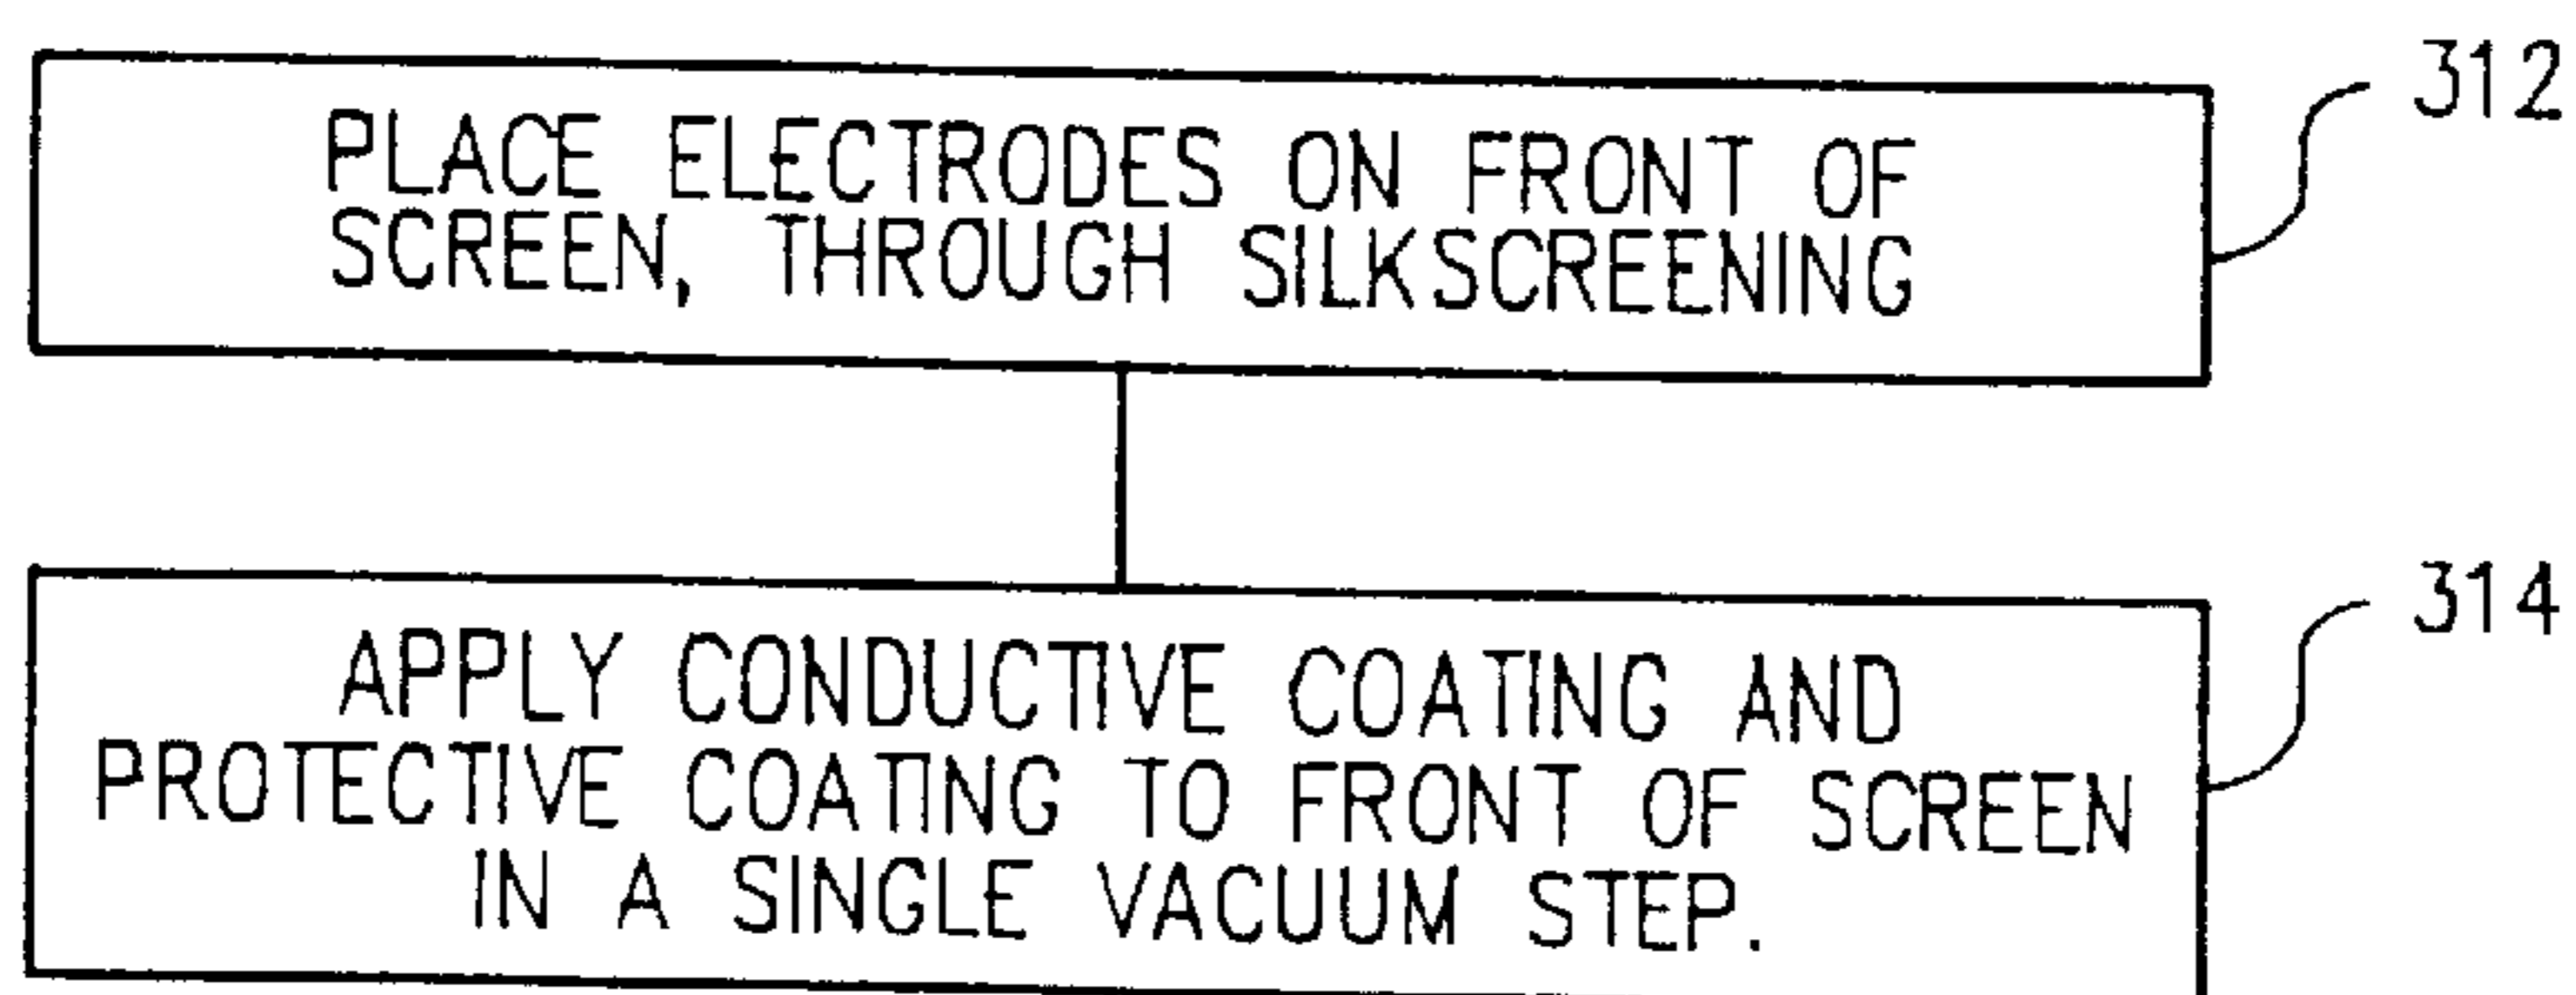 312
PLACE ELECTRODES ON FRONT OF
SCREEN, THROUGH SILKSCREENING
314
APPLY CONDUCTIVE COATING AND
PROTECTIVE COATING TO FRONT OF SCREEN
IN A SINGLE VACUUM STEP.